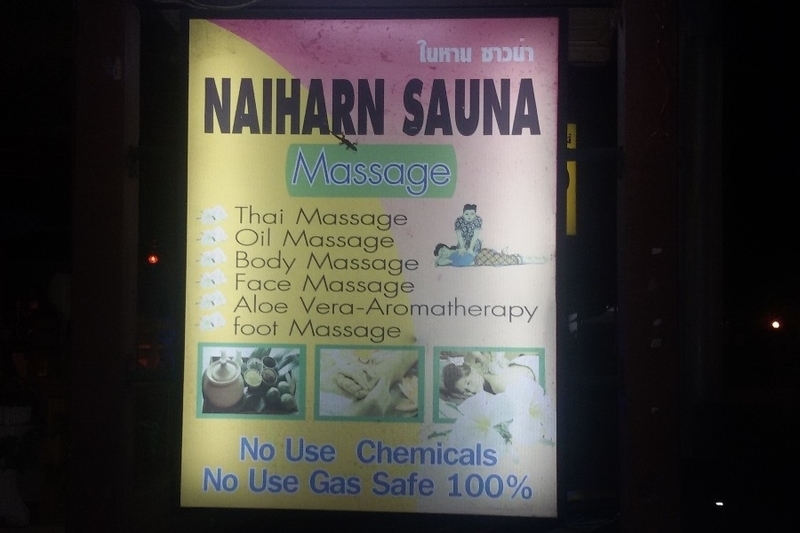 ใบหาน ซาวน่า
NAIHARN SAUNA
Massage
Thai Massage
Oil Massage
Body Massage
Face Massage
Aloe Vera-Aromatherapy
foot Massage
No Use Chemicals
No Use Gas Safe 100%